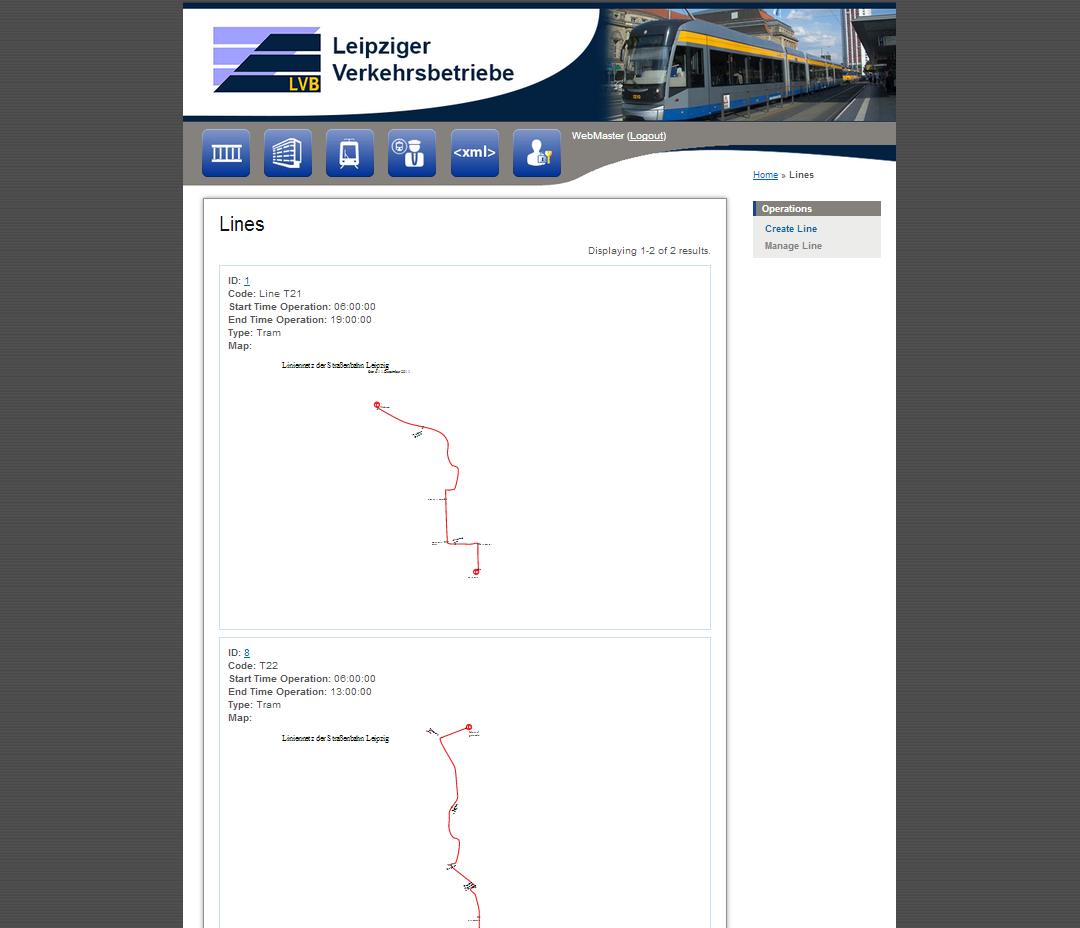 Leipziger
Verkehrsbetriebe
LVB
<xml>
WebMaster (Logout)
Home » Lines
Operations
Create Line
Manage Line
Lines
Displaying 1-2 of 2 results.
ID: 1
Code: Line T21
Start Time Operation: 06:00:00
End Time Operation: 19:00:00
Type: Tram
Map:
Liniennetz der Straßenbahn Leipzig
ID: 8
Code: T22
Start Time Operation: 06:00:00
End Time Operation: 13:00:00
Type: Tram
Map:
Liniennetz der Straßenbahn Leipzig